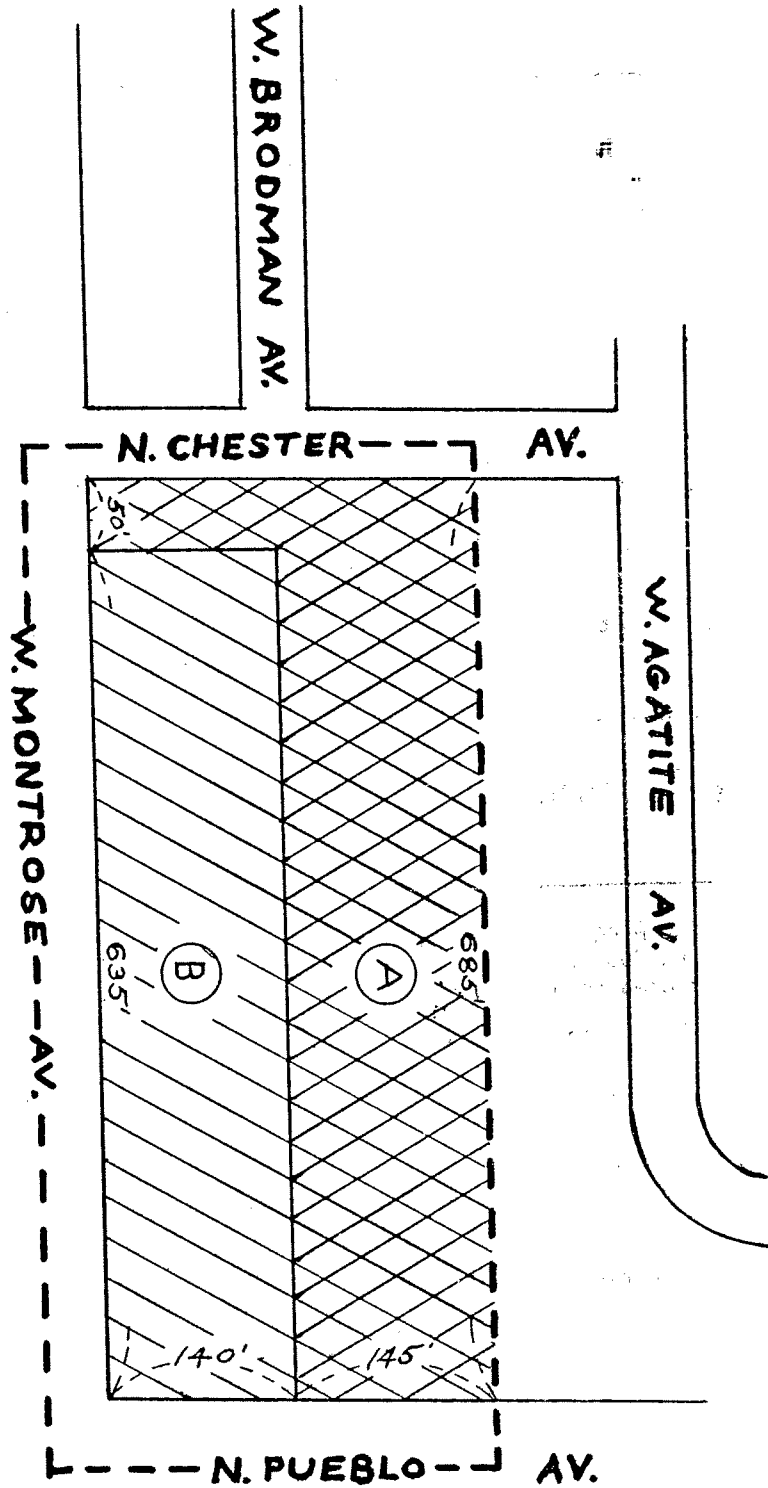 W. BRODMAN AV.
N. CHESTER AV.
50'
W. AGATITE AV.
W. MONTROSE AV.
B
A
635'
685'
140'
145'
N. PUEBLO AV.